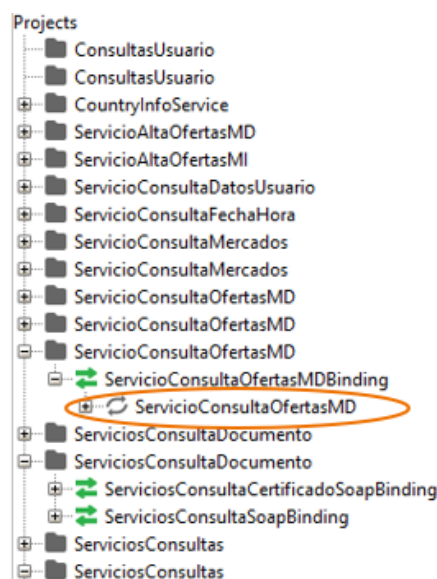 Projects
ConsultasUsuario
ConsultasUsuario
CountryInfoService
ServicioAltaOfertasMD
ServicioAltaOfertasMI
ServicioConsultaDatosUsuario
ServicioConsultaFechaHora
ServicioConsultaMercados
ServicioConsultaMercados
ServicioConsultaOfertasMD
ServicioConsultaOfertasMD
ServicioConsultaOfertasMD
ServicioConsultaOfertasMDBinding
ServicioConsultaOfertasMD
ServiciosConsultaDocumento
ServiciosConsultaDocumento
ServiciosConsultaCertificadoSoapBinding
ServiciosConsultaSoapBinding
ServiciosConsultas
ServiciosConsultas